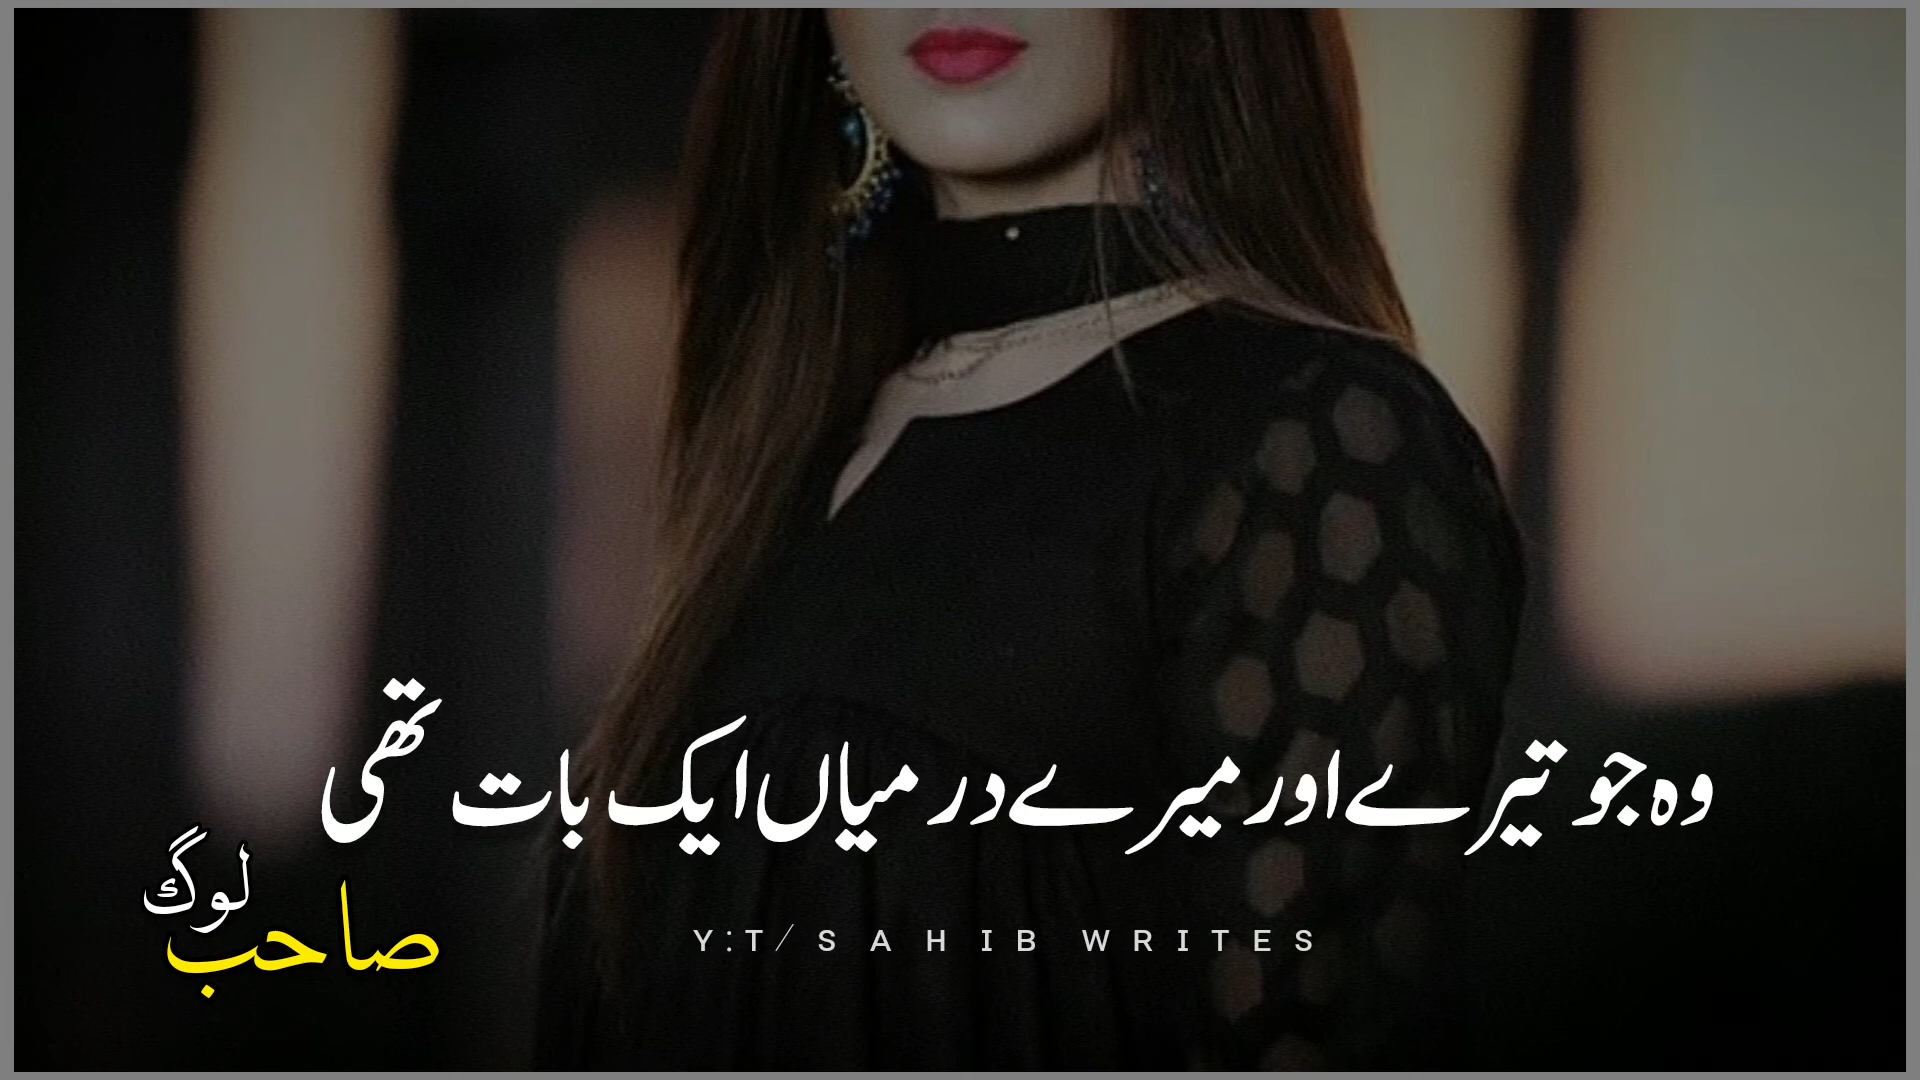 وہ جو تیرے اور میرے درمیاں ایک بات تھی
لوگ
صاحب
Y:T/ SAHIB WRITES